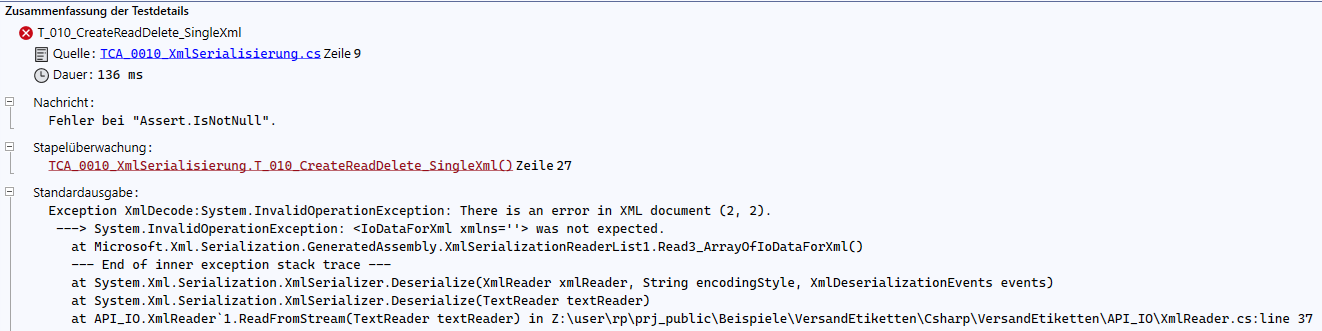 Zusammenfassung der Testdetails
T_010_CreateReadDelete_SingleXml
Quelle: TCA_0010_XmlSerialisierung.cs Zeile 9
Dauer: 136 ms
Nachricht:
Fehler bei "Assert.IsNotNull".
Stapelüberwachung:
TCA_0010_XmlSerialisierung.T_010_CreateReadDelete_SingleXml() Zeile 27
Standardausgabe:
Exception XmlDecode:System.InvalidOperationException: There is an error in XML document (2, 2).
---> System.InvalidOperationException: <IoDataForXml xmlns=''> was not expected.
at Microsoft.Xml.Serialization.GeneratedAssembly.XmlSerializationReaderList1.Read3_ArrayOfIoDataForXml()
--- End of inner exception stack trace ---
at System.Xml.Serialization.XmlSerializer.Deserialize(XmlReader xmlReader, String encodingStyle, XmlDeserializationEvents events)
at System.Xml.Serialization.XmlSerializer.Deserialize(TextReader textReader)
at API_IO.XmlReader`1.ReadFromStream(TextReader textReader) in Z:\user\rp\prj_public\Beispiele\VersandEtiketten\Csharp\VersandEtiketten\API_IO\XmlReader.cs:line 37